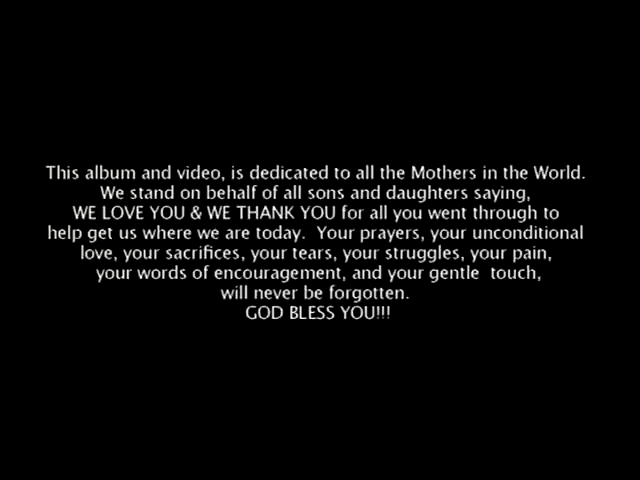 This album and video, is dedicated to all the Mothers in the World.
We stand on behalf of all sons and daughters saying,
WE LOVE YOU & WE THANK YOU for all you went through to
help get us where we are today.  Your prayers, your unconditional
love, your sacrifices, your tears, your struggles, your pain,
your words of encouragement, and your gentle  touch,
will never be forgotten.
GOD BLESS YOU!!!